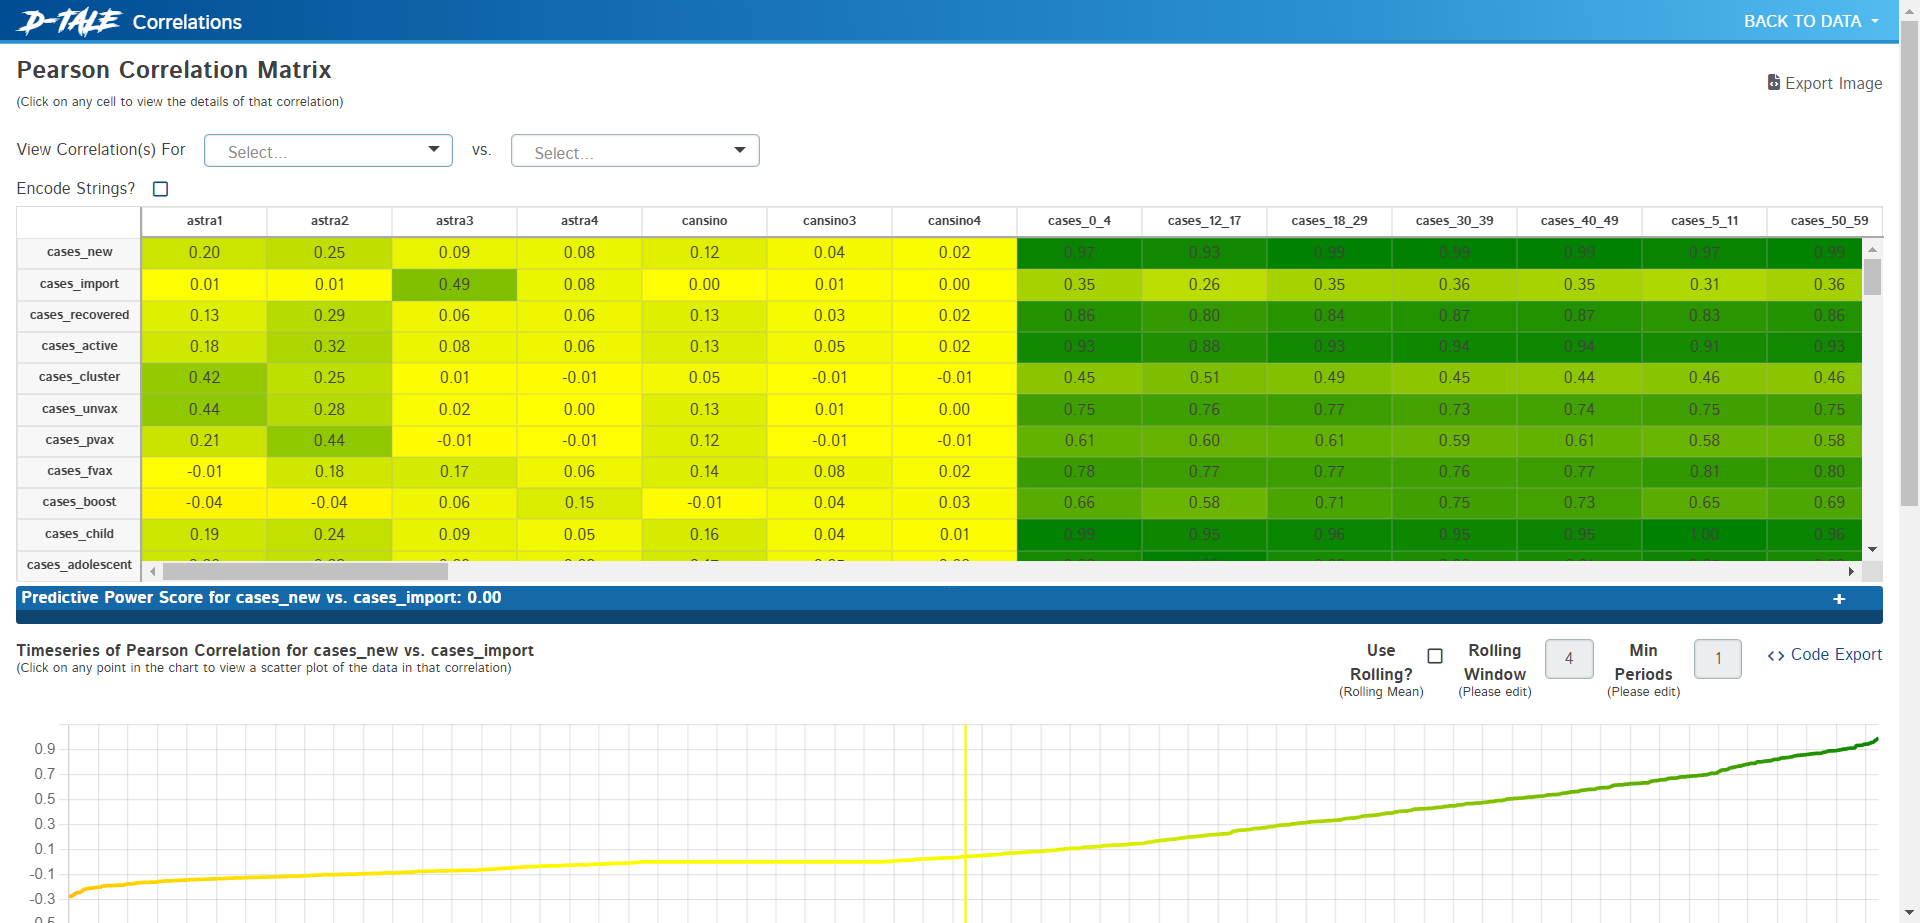 D-TALE Correlations
BACK TO DATA
Pearson Correlation Matrix
Export Image
(Click on any cell to view the details of that correlation)
View Correlation(s) For Select... vs. Select...
Encode Strings?
astra1 astra2 astra3 astra4 cansino cansino3 cansino4 cases_0_4 cases_12_17 cases_18_29 cases_30_39 cases_40_49 cases_5_11 cases_50_59
cases_new 0.20 0.25 0.09 0.08 0.12 0.04 0.02 0.97 0.93 0.99 0.99 0.99 0.97 0.99
cases_import 0.01 0.01 0.49 0.08 0.00 0.01 0.00 0.35 0.26 0.35 0.36 0.35 0.31 0.36
cases_recovered 0.13 0.29 0.06 0.06 0.13 0.03 0.02 0.86 0.80 0.84 0.87 0.87 0.83 0.86
cases_active 0.18 0.32 0.08 0.06 0.13 0.05 0.02 0.93 0.88 0.93 0.94 0.94 0.91 0.93
cases_cluster 0.42 0.25 0.01 -0.01 0.05 -0.01 -0.01 0.45 0.51 0.49 0.45 0.44 0.46 0.46
cases_unvax 0.44 0.28 0.02 0.00 0.13 0.01 0.00 0.75 0.76 0.77 0.73 0.74 0.75 0.75
cases_pvax 0.21 0.44 -0.01 -0.01 0.12 -0.01 -0.01 0.61 0.60 0.61 0.59 0.61 0.58 0.58
cases_fvax -0.01 0.18 0.17 0.06 0.14 0.08 0.02 0.78 0.77 0.77 0.76 0.77 0.81 0.80
cases_boost -0.04 -0.04 0.06 0.15 -0.01 0.04 0.03 0.66 0.58 0.71 0.75 0.73 0.65 0.69
cases_child 0.19 0.24 0.09 0.05 0.16 0.04 0.01 0.99 0.95 0.96 0.95 0.95 1.00 0.96
cases_adolescent
Predictive Power Score for cases_new vs. cases_import: 0.00 +
Timeseries of Pearson Correlation for cases_new vs. cases_import
(Click on any point in the chart to view a scatter plot of the data in that correlation)
Use Rolling?
(Rolling Mean)
Rolling Window
(Please edit)
4
Min Periods
(Please edit)
1
<> Code Export
0.9
0.7
0.5
0.3
0.1
-0.1
-0.3